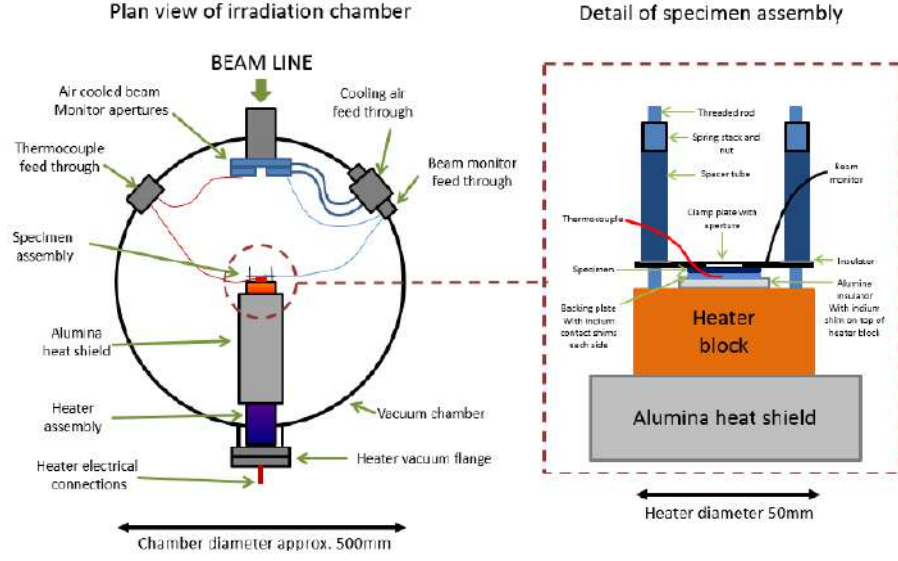 Plan view of irradiation chamber
Detail of specimen assembly
BEAM LINE
Air cooled beam
Monitor apertures
Cooling air
feed through
Thermocouple
feed through
Beam monitor
feed through
Specimen
assembly
Alumina
heat shield
Heater
assembly
Vacuum chamber
Heater vacuum flange
Heater electrical
connections
Chamber diameter approx. 500mm
Threaded rod
Spring stack and
nut
Spacer tube
Beam
monitor
Thermocouple
Clamp plate with
aperture
Specimen
Insulator
Backing plate
With indium
contact shims
each side
Alumina
insulator
With indium
shim on top of
heater block
Heater
block
Alumina heat shield
Heater diameter 50mm